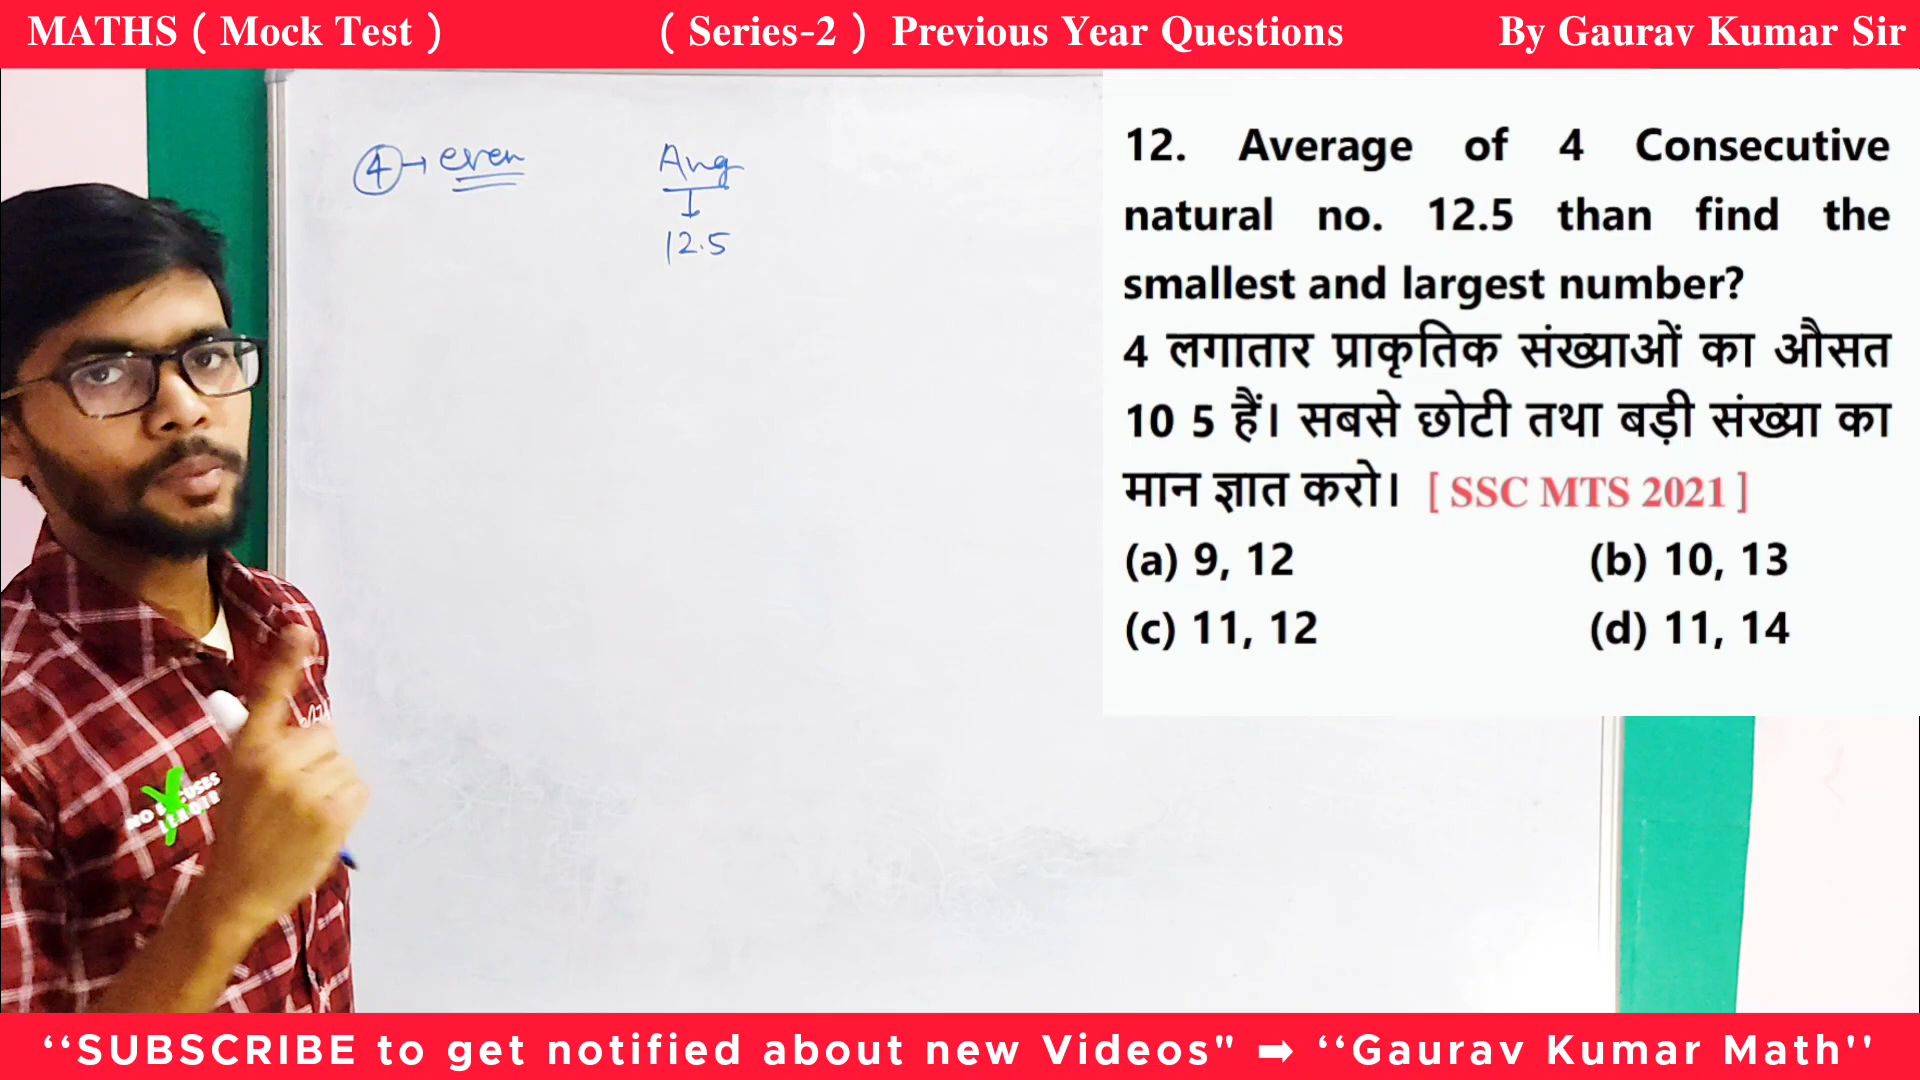 MATHS ( Mock Test ) ( Series-2 ) Previous Year Questions By Gaurav Kumar Sir
4 → even Avg
12.5
12. Average of 4 Consecutive
natural no. 12.5 than find the
smallest and largest number?
4 लगातार प्राकृतिक संख्याओं का औसत
10 5 हैं। सबसे छोटी तथा बड़ी संख्या का
मान ज्ञात करो। [ SSC MTS 2021 ]
(a) 9, 12 (b) 10, 13
(c) 11, 12 (d) 11, 14
NO EXCUSES
LEADER
‘‘SUBSCRIBE to get notified about new Videos" ➡ ‘‘Gaurav Kumar Math''